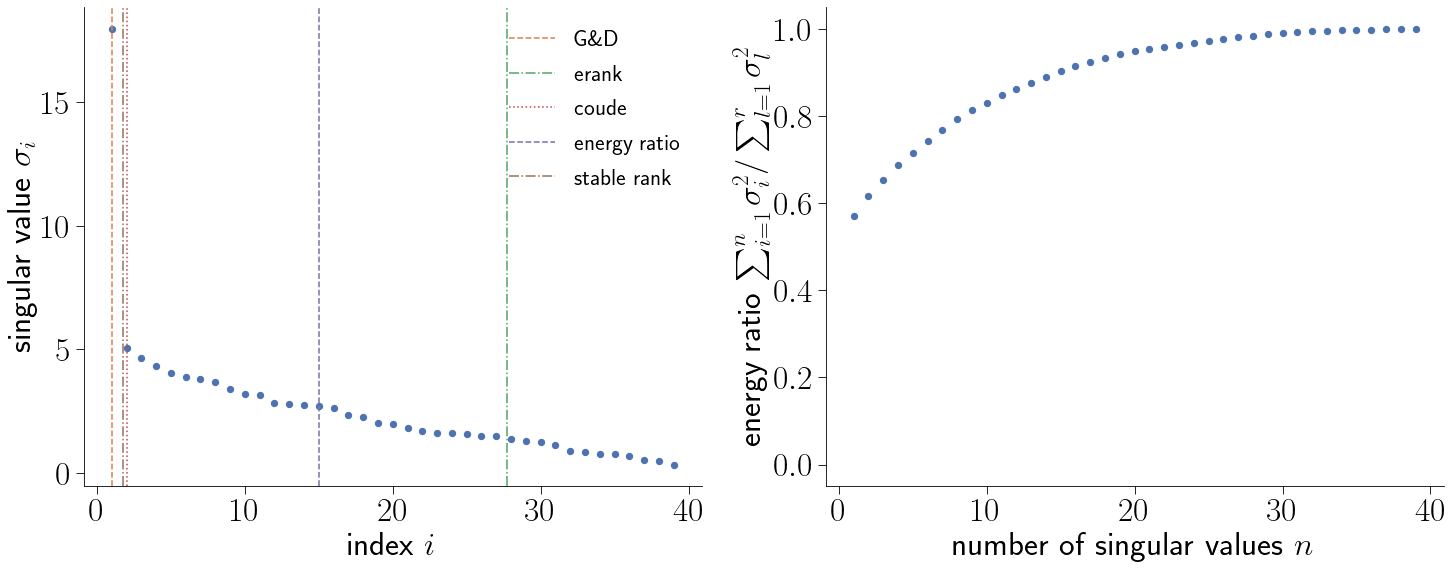 singular value σ_i
15
10
5
0
0 10 20 30 40
index i
G&D
erank
coude
energy ratio
stable rank
energy ratio ∑_{i=1}^{n} σ_i^2 / ∑_{l=1}^{r} σ_l^2
1.0
0.8
0.6
0.4
0.2
0.0
0 10 20 30 40
number of singular values n